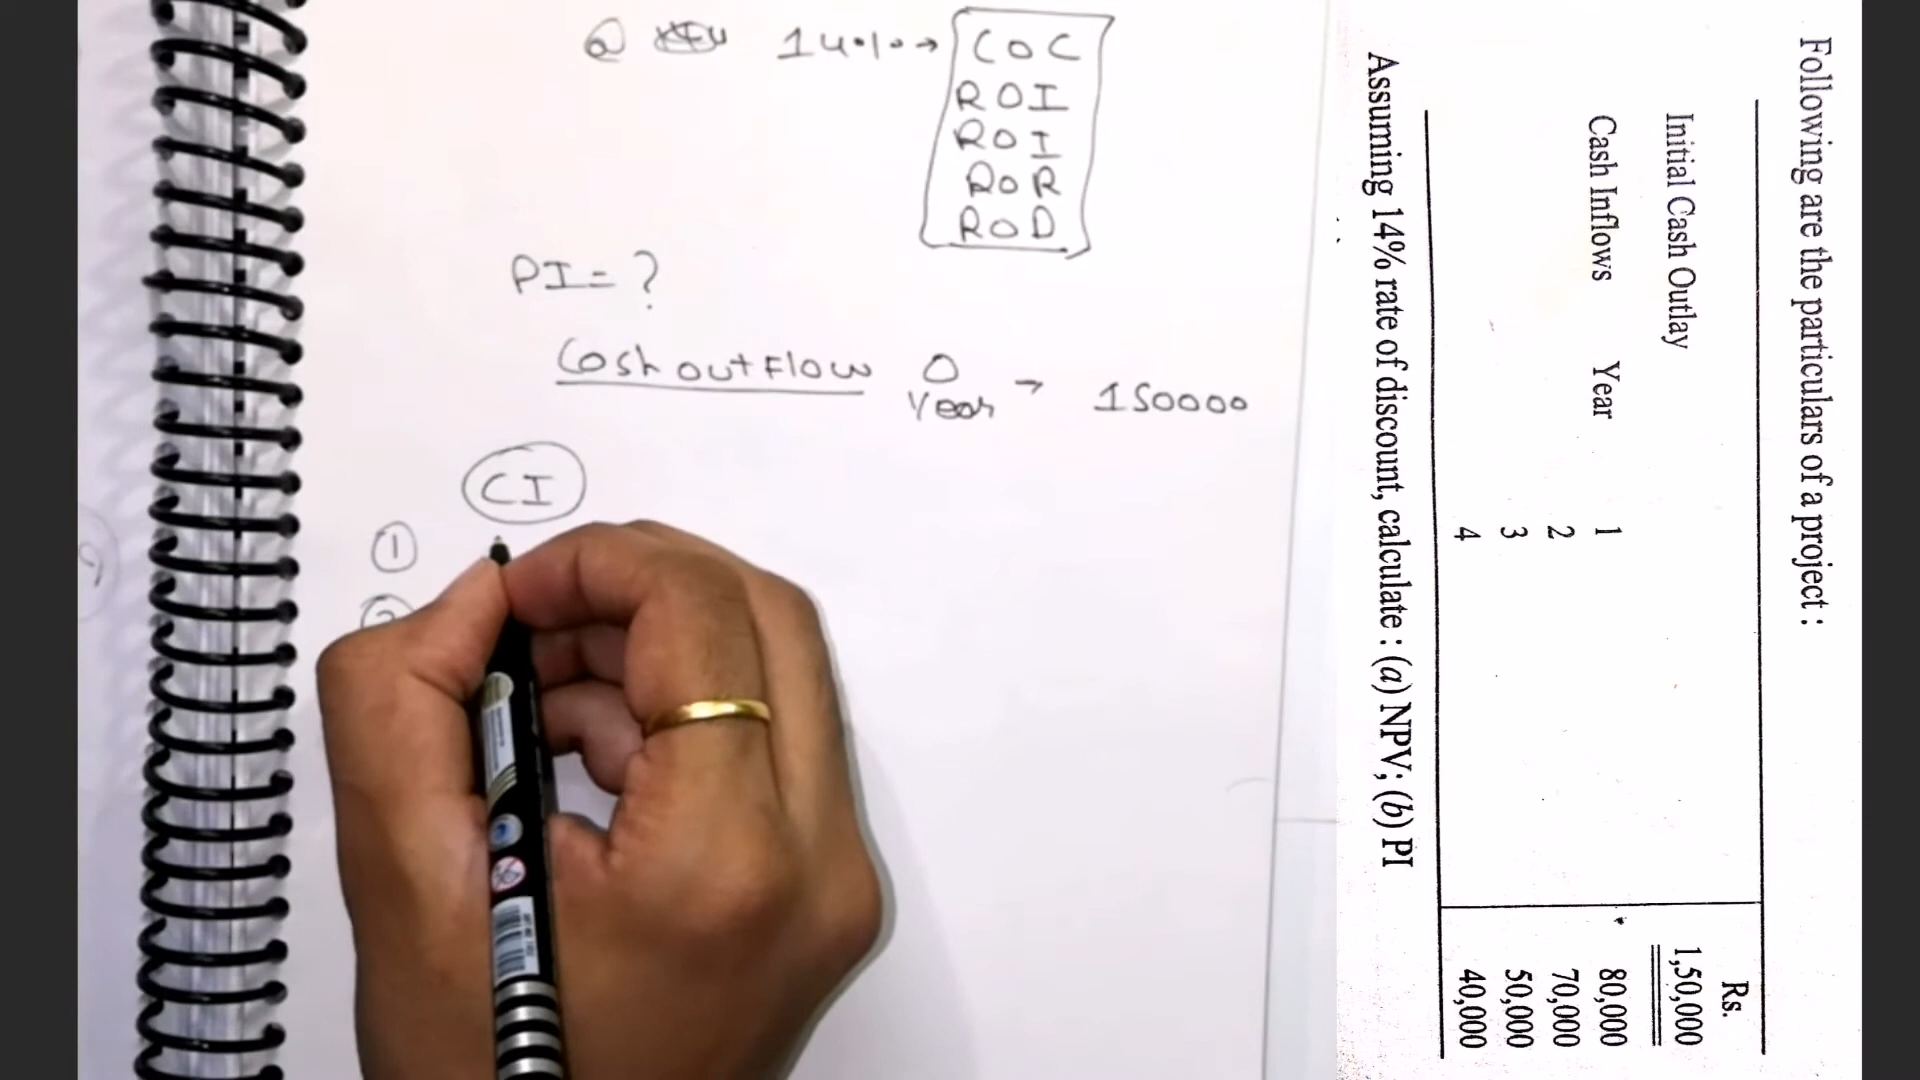 @ 14% → COC
ROI
ROI
ROR
ROD
PI = ?
Cash outflow 0 Year → 150000
CI
1
2
Following are the particulars of a project :
Rs.
Initial Cash Outlay 1,50,000
Cash Inflows Year 1 80,000
2 70,000
3 50,000
4 40,000
Assuming 14% rate of discount, calculate : (a) NPV; (b) PI